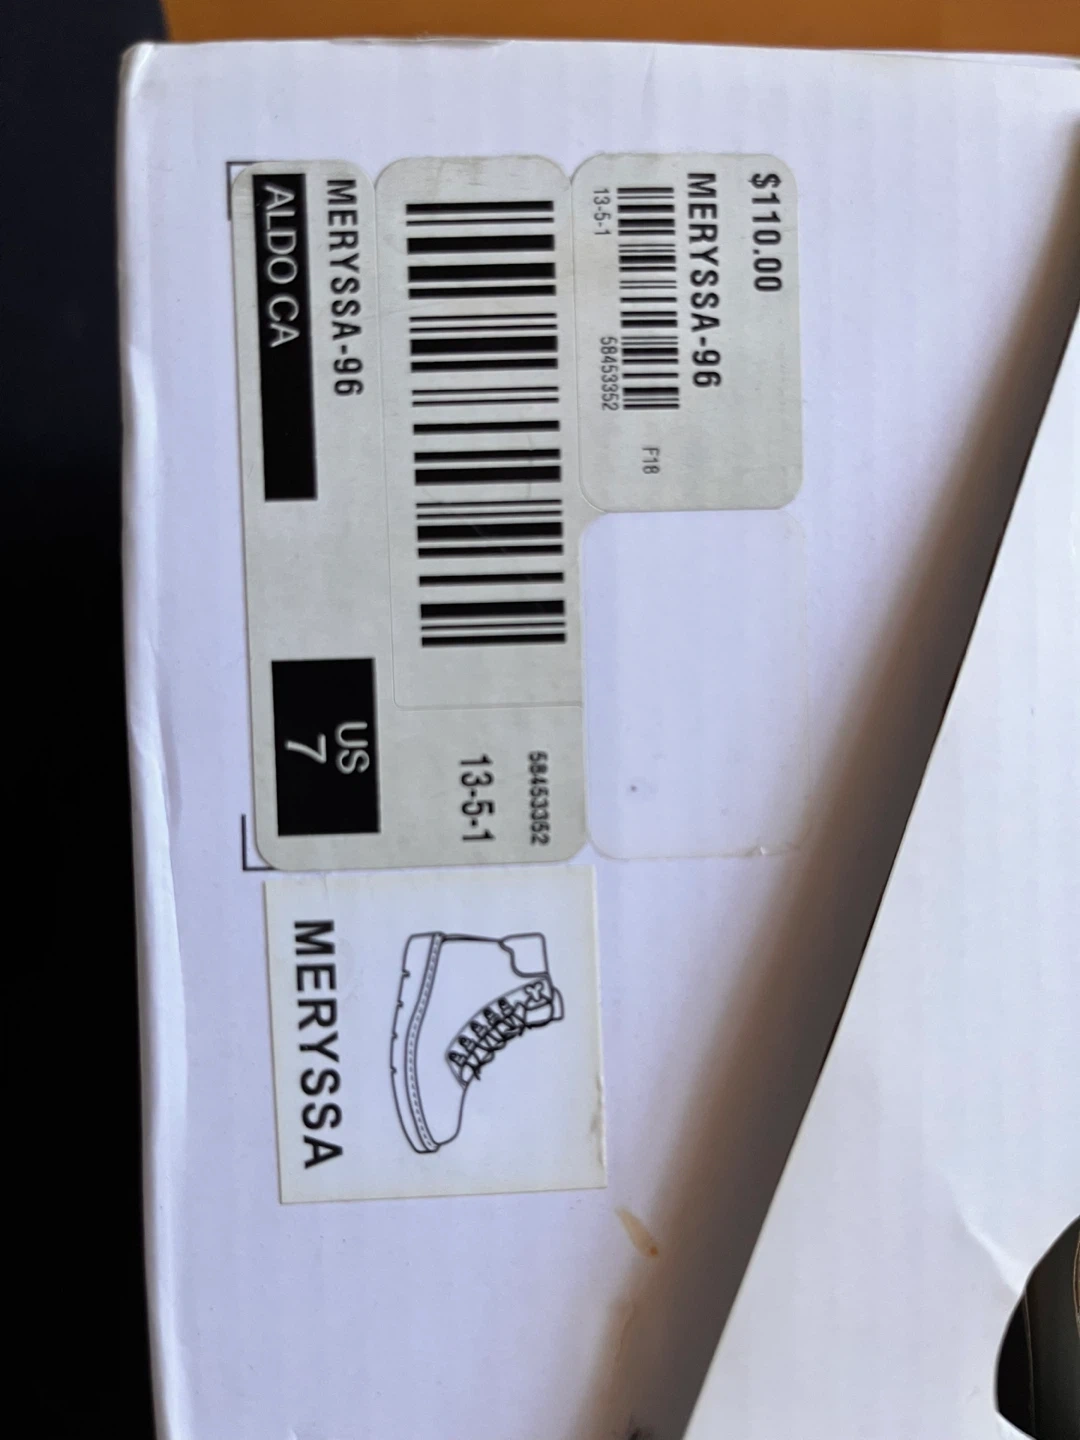 $110.00
MERYSSA-96
13-5-1
58453352
F18
58453352
13-5-1
MERYSSA-96
ALDO CA
US
7
MERYSSA